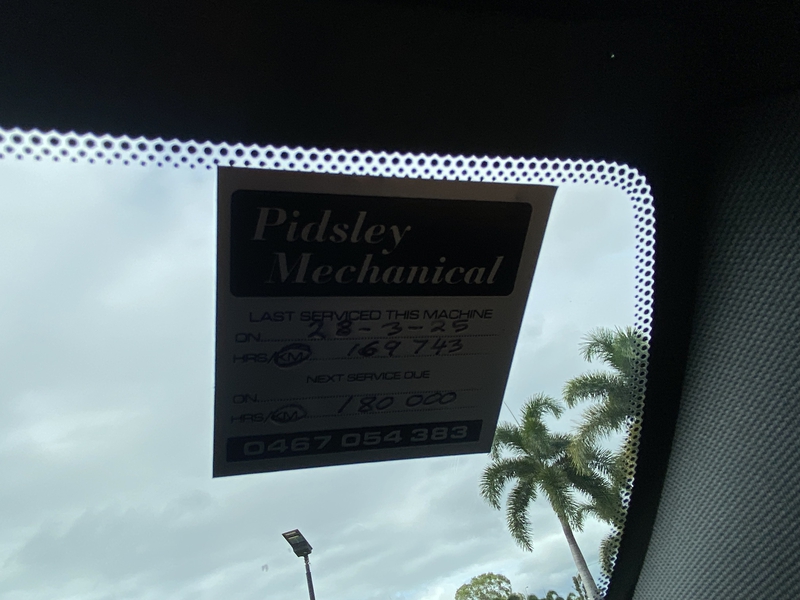 Pidsley
Mechanical
LAST SERVICED THIS MACHINE
ON 28-3-25
HRS/KM 169 743
NEXT SERVICE DUE
ON
HRS/KM 180 000
0467 054 383